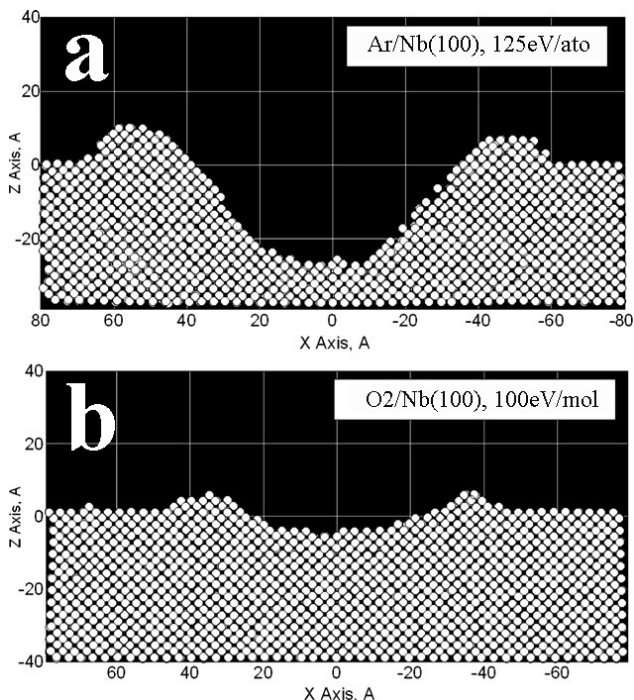 40
a
Ar/Nb(100), 125eV/ato
20
Z Axis, A
0
-20
80 60 40 20 0 -20 -40 -60 -80
X Axis, A
40
b
O2/Nb(100), 100eV/mol
20
Z Axis, A
0
-20
-40
60 40 20 0 -20 -40 -60
X Axis, A